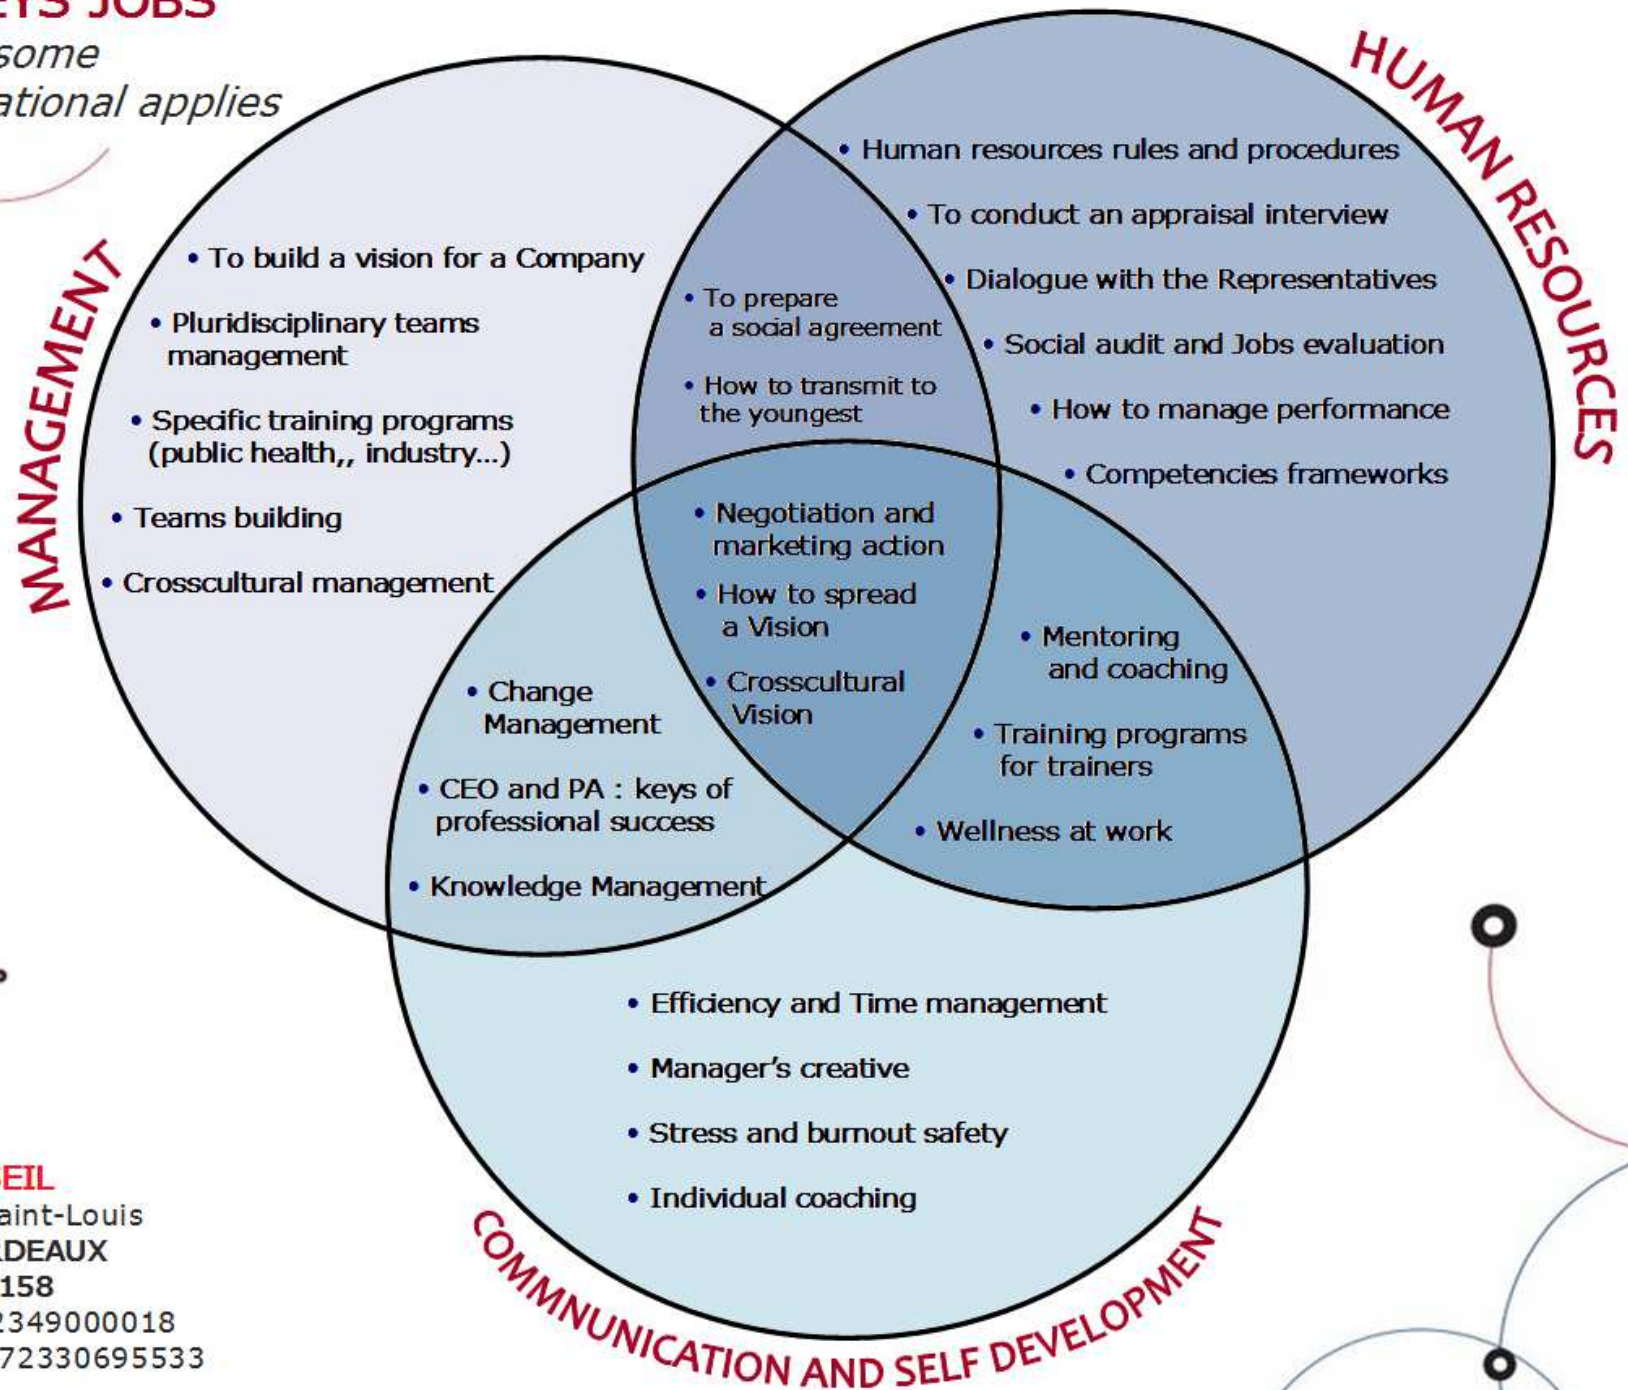 JOBS
some
applies
MANAGEMENT
• To build a vision for a Company
• Pluridisciplinary teams
management
• Specific training programs
(public health,, industry...)
• Teams building
• Crosscultural management
HUMAN RESOURCES
• Human resources rules and procedures
• To conduct an appraisal interview
• Dialogue with the Representatives
• Social audit and Jobs evaluation
• How to manage performance
• Competencies frameworks
• To prepare
a social agreement
• How to transmit to
the youngest
• Negotiation and
marketing action
• How to spread
a Vision
• Crosscultural
Vision
• Mentoring
and coaching
• Training programs
for trainers
• Wellness at work
• Change
Management
• CEO and PA : keys of
professional success
• Knowledge Management
• Efficiency and Time management
• Manager's creative
• Stress and burnout safety
• Individual coaching
COMMNUNICATION AND SELF DEVELOPMENT
EIL
aint-Louis
DEAUX
158
2349000018
72330695533